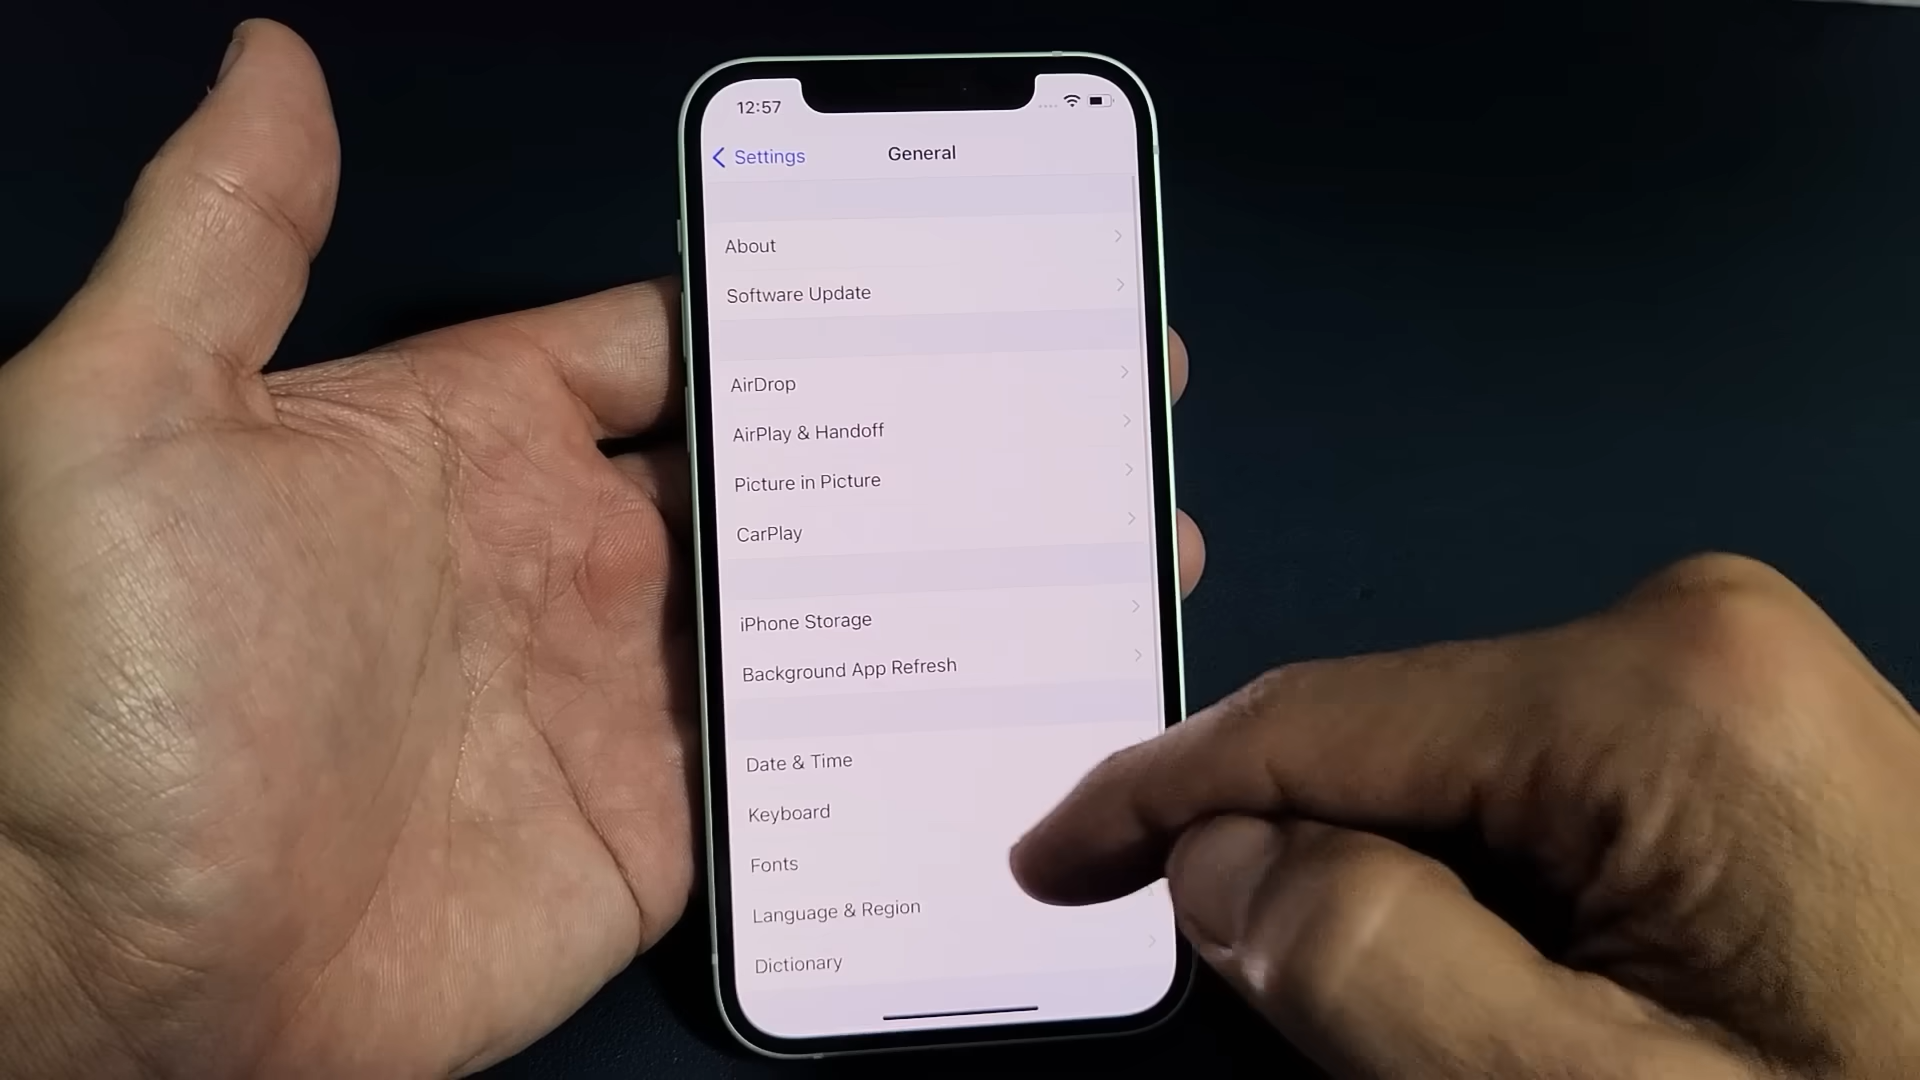 12:57
Settings
General
About
Software Update
AirDrop
AirPlay & Handoff
Picture in Picture
CarPlay
iPhone Storage
Background App Refresh
Date & Time
Keyboard
Fonts
Language & Region
Dictionary